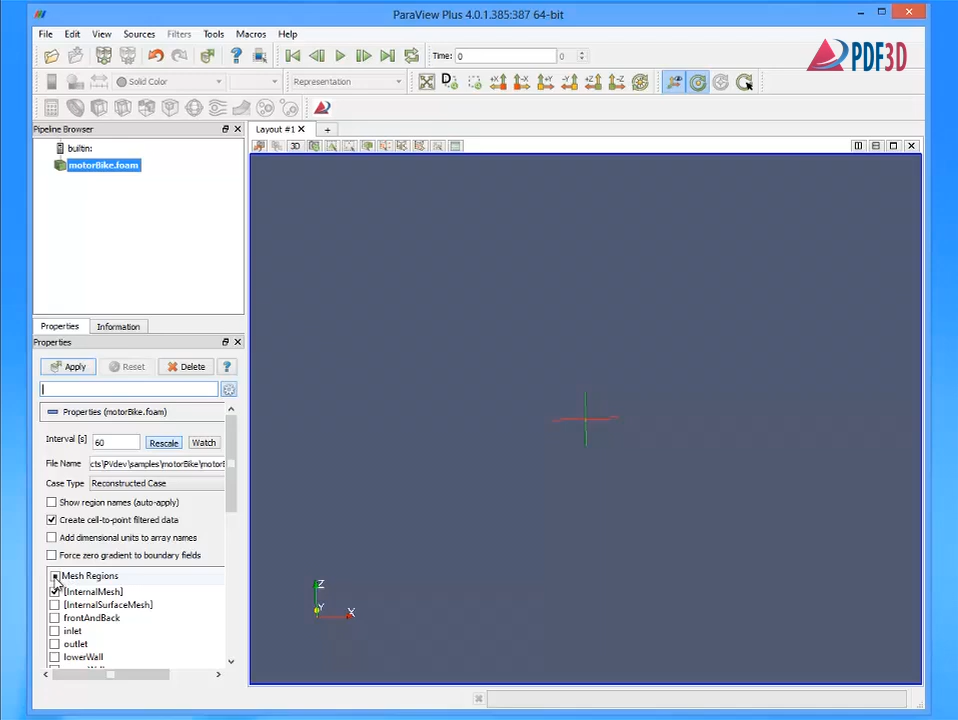 ParaView Plus 4.0.1.385:387 64-bit
File Edit View Sources Filters Tools Macros Help
Time: 0 0
PDF3D
Solid Color Representation
D +X -X +Y -Y +Z -Z
Pipeline Browser
Layout #1
builtin:
3D
motorBike.foam
Properties Information
Properties
Apply Reset Delete ?
Properties (motorBike.foam)
Interval [s] 60 Rescale Watch
File Name cts\PVdev\samples\motorBike\motorB
Case Type Reconstructed Case
Show region names (auto-apply)
Create cell-to-point filtered data
Add dimensional units to array names
Force zero gradient to boundary fields
Mesh Regions
[InternalMesh]
[InternalSurfaceMesh]
frontAndBack
inlet
outlet
lowerWall
Z
Y X